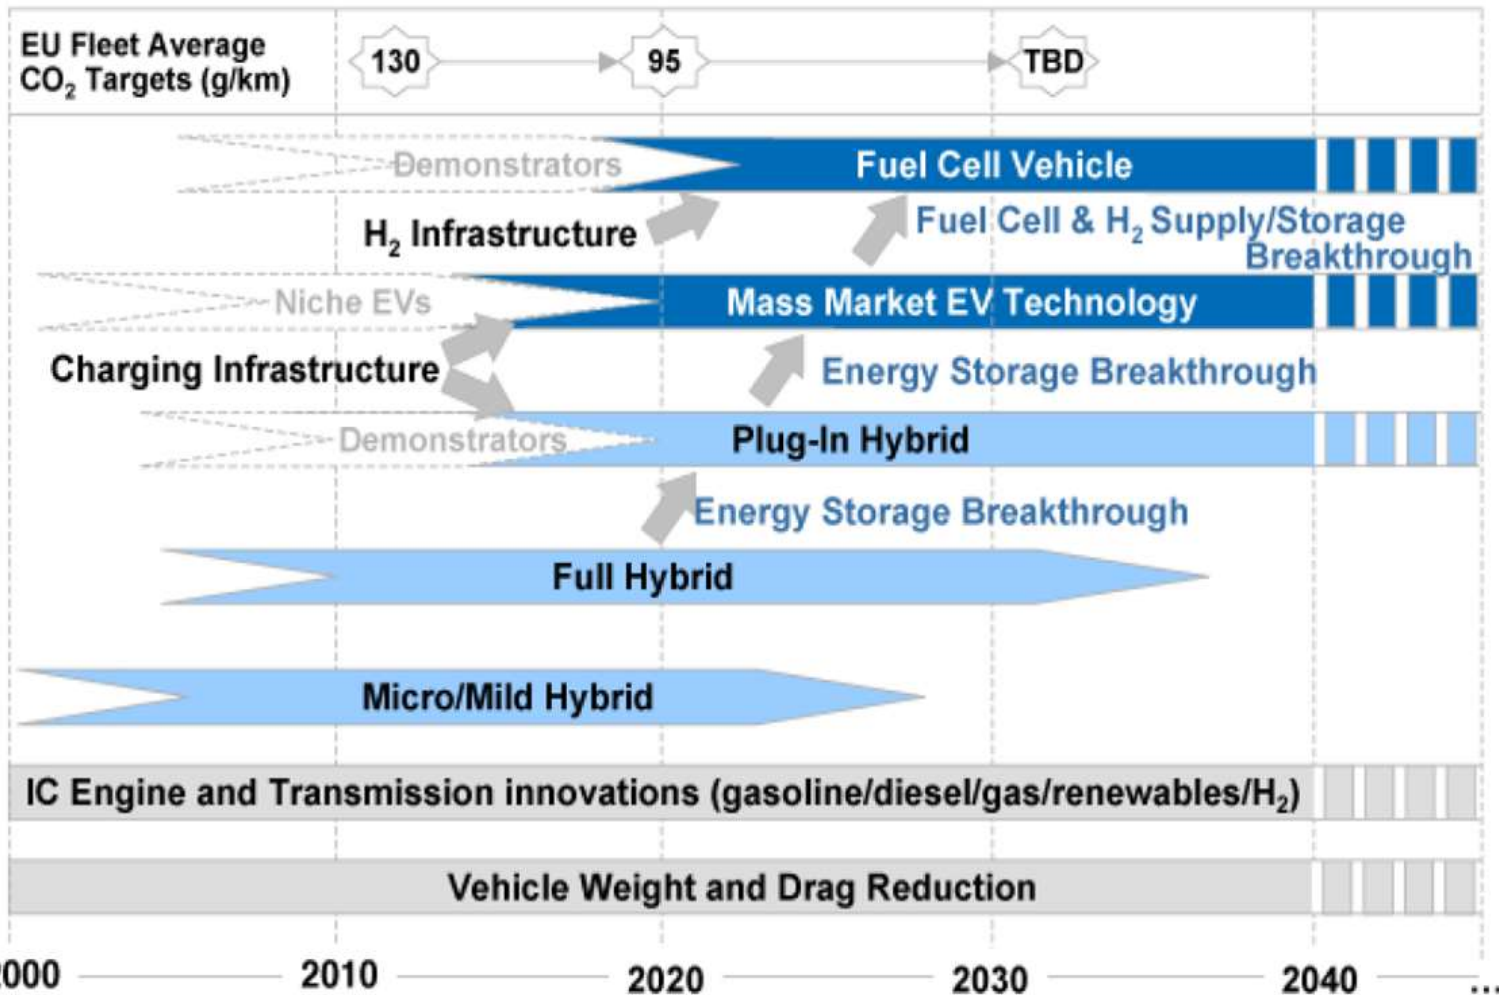 EU Fleet Average
CO₂ Targets (g/km)
130
95
TBD
Demonstrators
Fuel Cell Vehicle
H₂ Infrastructure
Fuel Cell & H₂ Supply/Storage
Breakthrough
Niche EVs
Mass Market EV Technology
Charging Infrastructure
Energy Storage Breakthrough
Demonstrators
Plug-In Hybrid
Energy Storage Breakthrough
Full Hybrid
Micro/Mild Hybrid
IC Engine and Transmission innovations (gasoline/diesel/gas/renewables/H₂)
Vehicle Weight and Drag Reduction
000
2010
2020
2030
2040
...